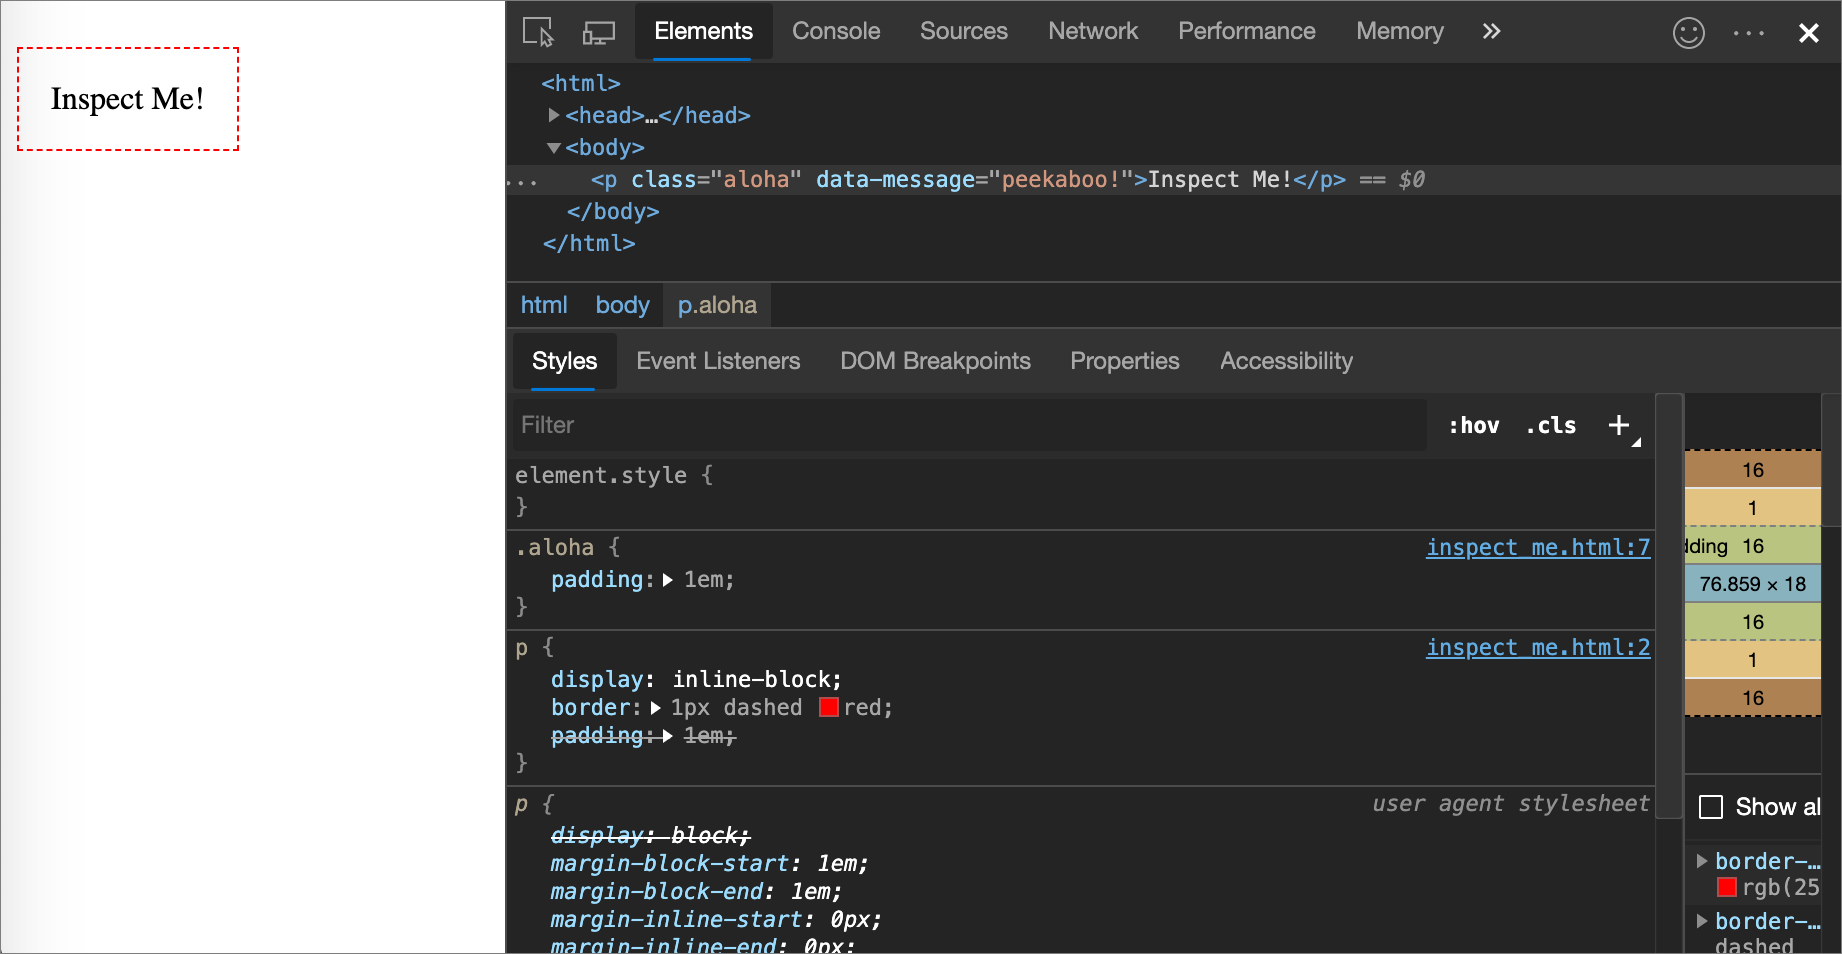 Inspect Me!
Elements Console Sources Network Performance Memory »
<html>
<head>…</head>
<body>
... <p class="aloha" data-message="peekaboo!">Inspect Me!</p> == $0
</body>
</html>
html body p.aloha
Styles Event Listeners DOM Breakpoints Properties Accessibility
Filter :hov .cls +
element.style {
}
.aloha { inspect_me.html:7
padding: 1em;
}
p { inspect_me.html:2
display: inline-block;
border: 1px dashed red;
padding: 1em;
}
p { user agent stylesheet
display: block;
margin-block-start: 1em;
margin-block-end: 1em;
margin-inline-start: 0px;
margin-inline-end: 0px;
16
1
dding 16
76.859 × 18
16
1
16
Show al
border-…
rgb(25
border-…
dashed